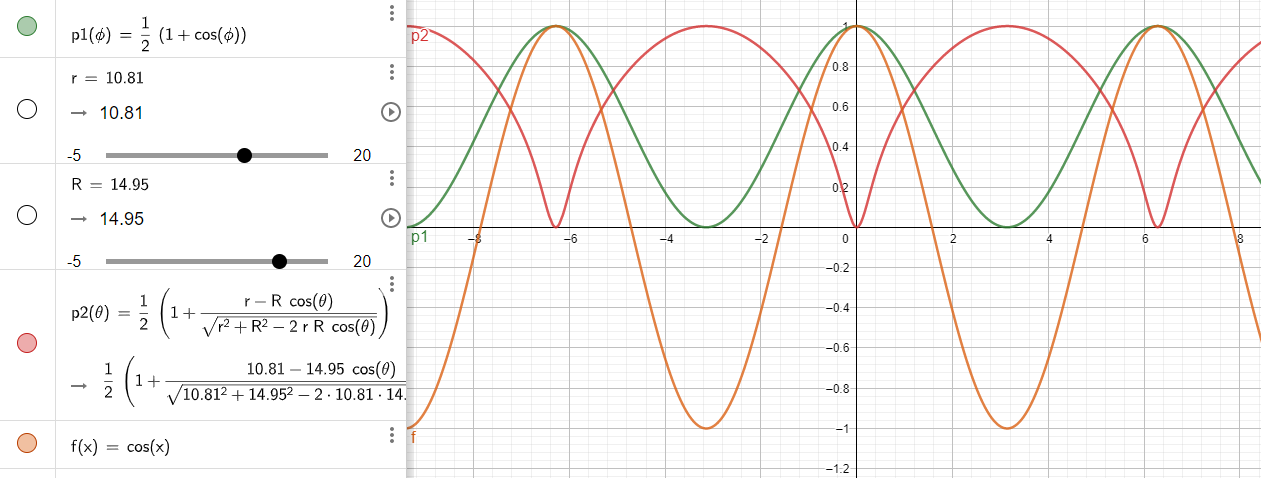 p1(ϕ) = 1/2 (1 + cos(ϕ))
r = 10.81
→ 10.81
-5 20
R = 14.95
→ 14.95
-5 20
p2(θ) = 1/2 (1 + (r − R cos(θ))/√(r² + R² − 2 r R cos(θ)))
→ 1/2 (1 + (10.81 − 14.95 cos(θ))/√(10.81² + 14.95² − 2 · 10.81 · 14.
f(x) = cos(x)
p2
p1
f
1
0.8
0.6
0.4
0.2
−8 −6 −4 −2 0 2 4 6 8
−0.2
−0.4
−0.6
−0.8
−1
−1.2